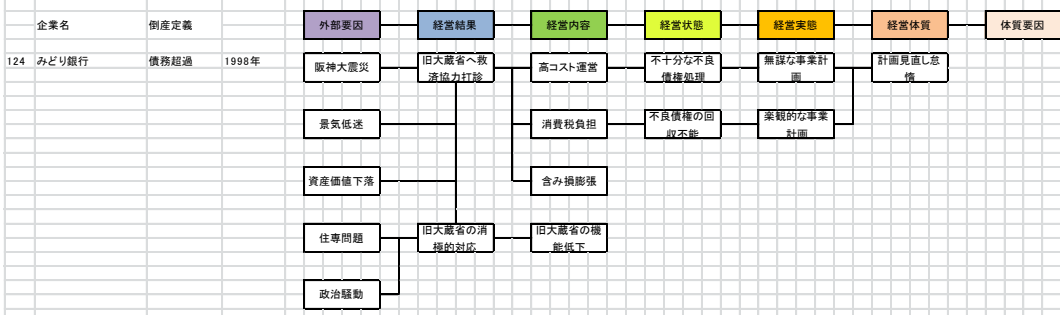 企業名 倒産定義 外部要因 経営結果 経営内容 経営状態 経営実態 経営体質 体質要因
124 みどり銀行 債務超過 1998年
阪神大震災
旧大蔵省へ救
済協力打診
高コスト運営
不十分な不良
債権処理
無謀な事業計
画
計画見直し怠
惰
景気低迷
消費税負担
不良債権の回
収不能
楽観的な事業
計画
資産価値下落
含み損膨張
住専問題
旧大蔵省の消
極的対応
旧大蔵省の機
能低下
政治騒動